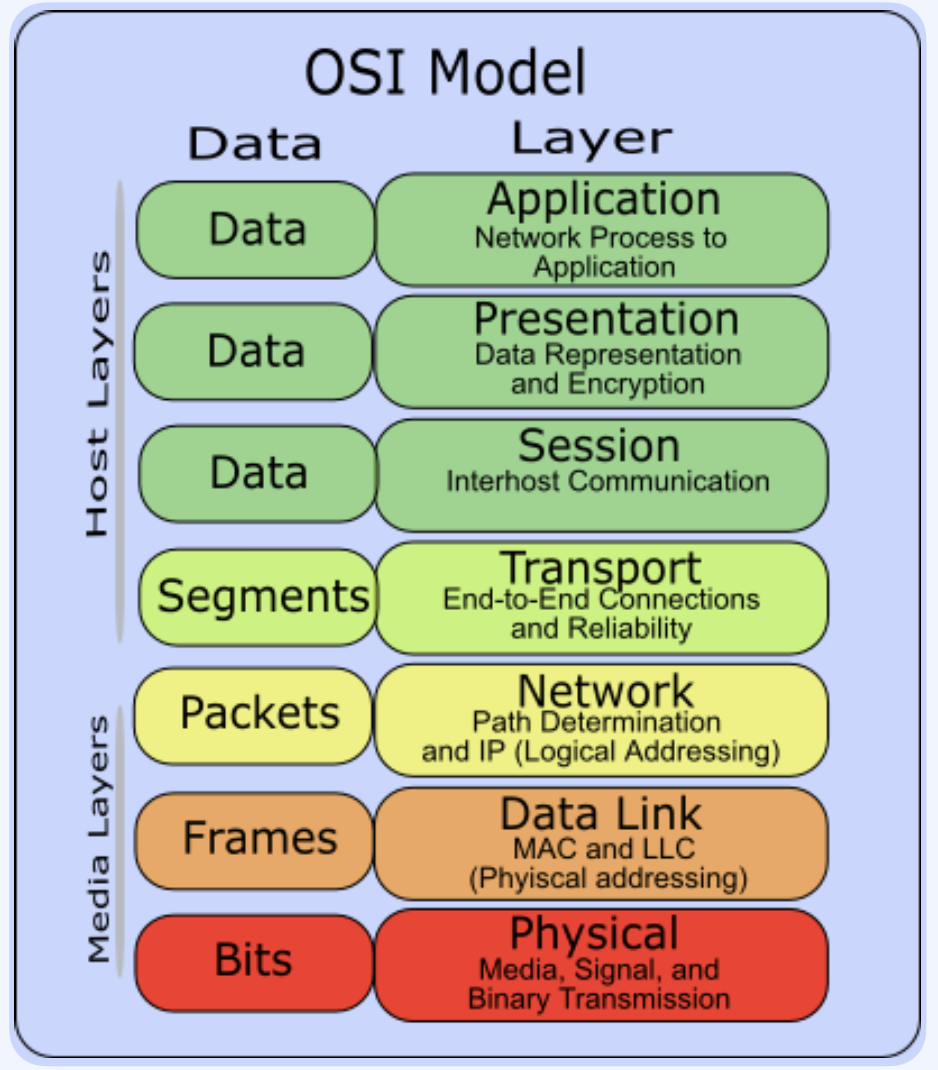 OSI Model
Data
Layer
Host Layers
Data
Application
Network Process to
Application
Data
Presentation
Data Representation
and Encryption
Data
Session
Interhost Communication
Segments
Transport
End-to-End Connections
and Reliability
Media Layers
Packets
Network
Path Determination
and IP (Logical Addressing)
Frames
Data Link
MAC and LLC
(Phyiscal addressing)
Bits
Physical
Media, Signal, and
Binary Transmission